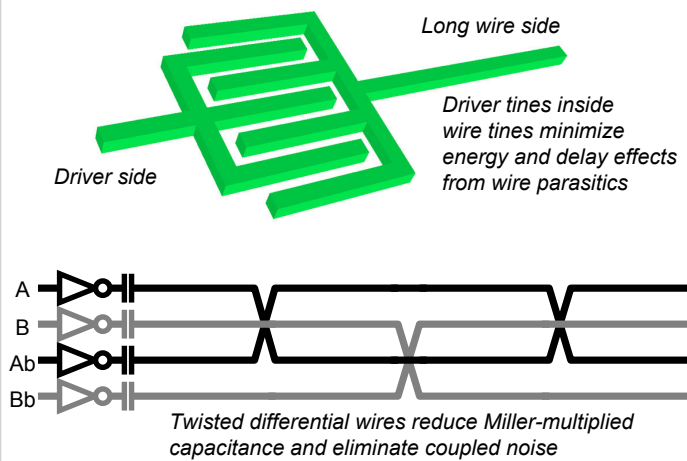 Long wire side
Driver tines inside
wire tines minimize
energy and delay effects
from wire parasitics
Driver side
A
B
Ab
Bb
Twisted differential wires reduce Miller-multiplied
capacitance and eliminate coupled noise